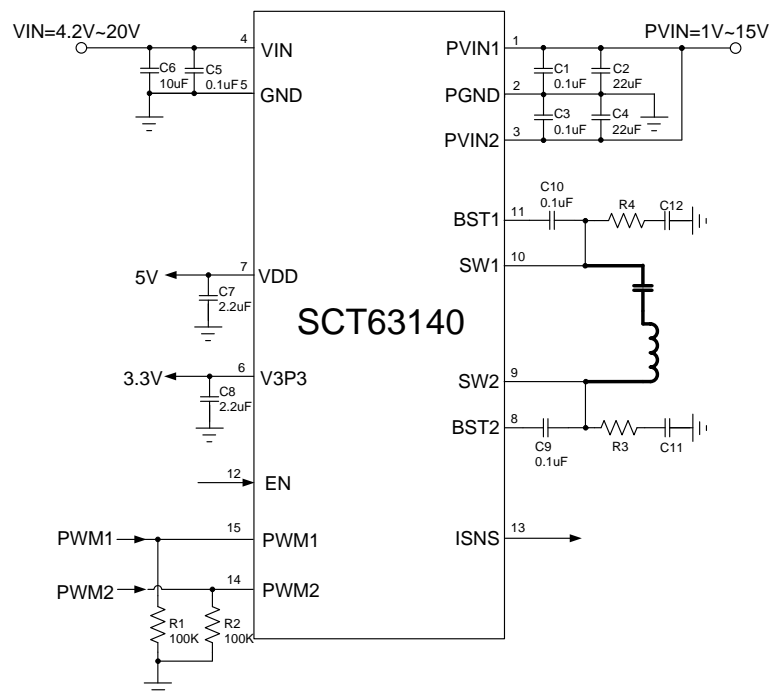 VIN=4.2V~20V
PVIN=1V~15V
4
VIN
PVIN1
1
C6
10uF
C5
0.1uF
5
GND
C1
0.1uF
C2
22uF
PGND
2
C3
0.1uF
C4
22uF
PVIN2
3
C10
0.1uF
BST1
11
R4
C12
SW1
10
5V
7
VDD
C7
2.2uF
SCT63140
3.3V
6
V3P3
C8
2.2uF
SW2
9
BST2
8
C9
0.1uF
R3
C11
12
EN
PWM1
15
PWM1
ISNS
13
PWM2
14
PWM2
R1
100K
R2
100K